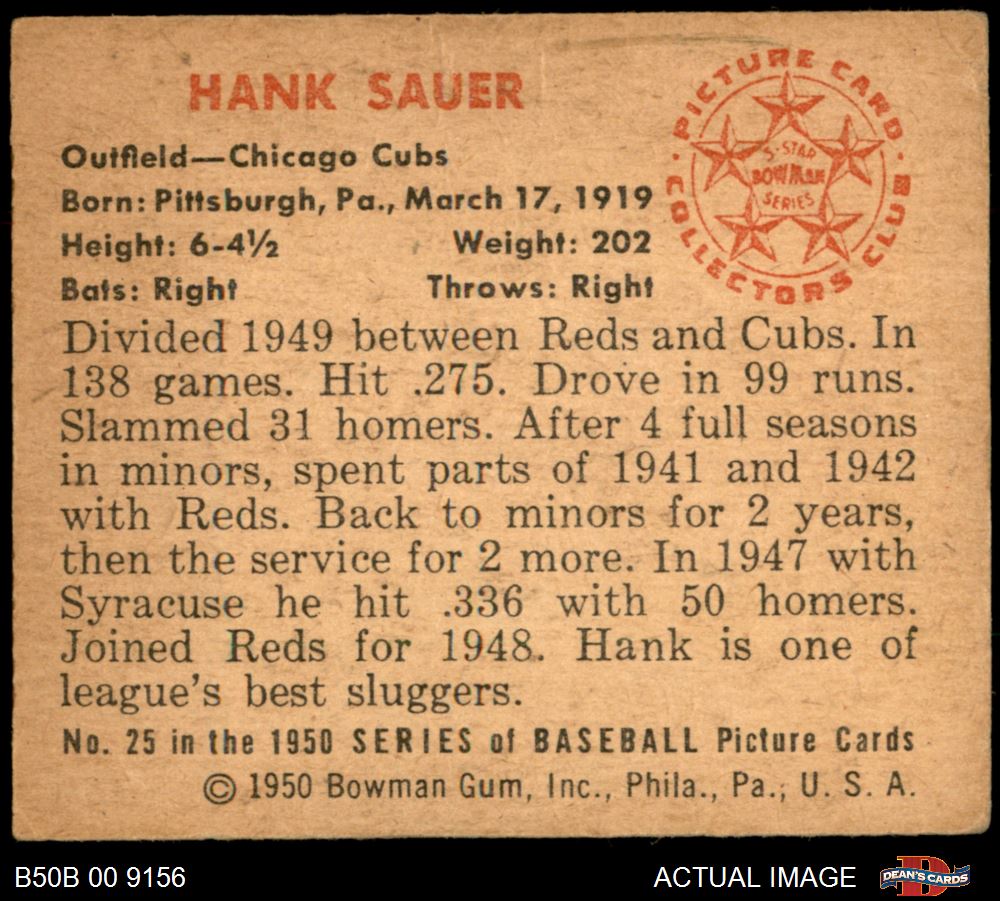 HANK SAUER
Outfield—Chicago Cubs
Born: Pittsburgh, Pa., March 17, 1919
Height: 6-4½ Weight: 202
Bats: Right Throws: Right
PICTURE CARD COLLECTORS CLUB
5-STAR
BOWMAN
SERIES
Divided 1949 between Reds and Cubs. In
138 games. Hit .275. Drove in 99 runs.
Slammed 31 homers. After 4 full seasons
in minors, spent parts of 1941 and 1942
with Reds. Back to minors for 2 years,
then the service for 2 more. In 1947 with
Syracuse he hit .336 with 50 homers.
Joined Reds for 1948. Hank is one of
league's best sluggers.
No. 25 in the 1950 SERIES of BASEBALL Picture Cards
© 1950 Bowman Gum, Inc., Phila., Pa., U. S. A.
B50B 00 9156 ACTUAL IMAGE DEAN'S CARDS